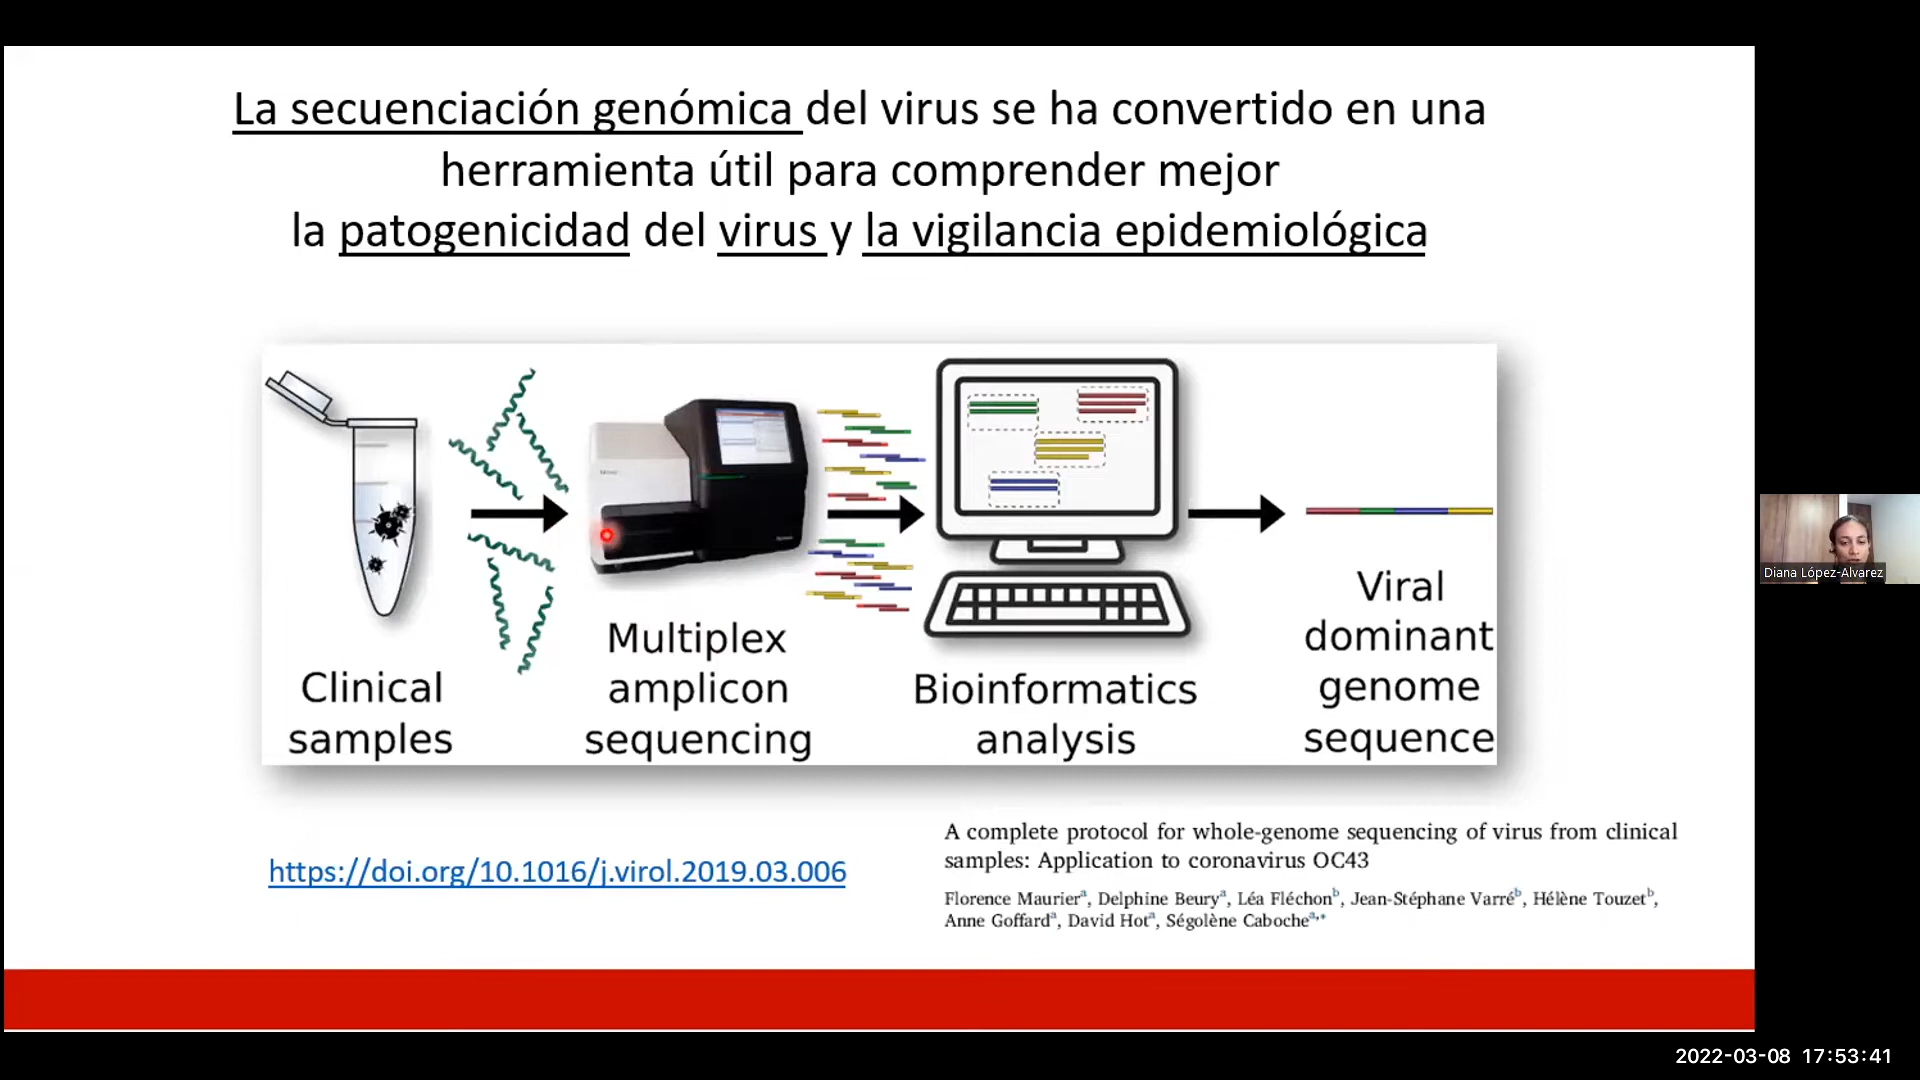 La secuenciación genómica del virus se ha convertido en una
herramienta útil para comprender mejor
la patogenicidad del virus y la vigilancia epidemiológica
Clinical
samples
Multiplex
amplicon
sequencing
Bioinformatics
analysis
Viral
dominant
genome
sequence
https://doi.org/10.1016/j.virol.2019.03.006
A complete protocol for whole-genome sequencing of virus from clinical
samples: Application to coronavirus OC43
Florence Maurierᵃ, Delphine Beuryᵃ, Léa Fléchonᵇ, Jean-Stéphane Varréᵇ, Hélène Touzetᵇ,
Anne Goffardᵃ, David Hotᵃ, Ségolène Cabocheᵃ,*
Diana López-Alvarez
2022-03-08 17:53:41